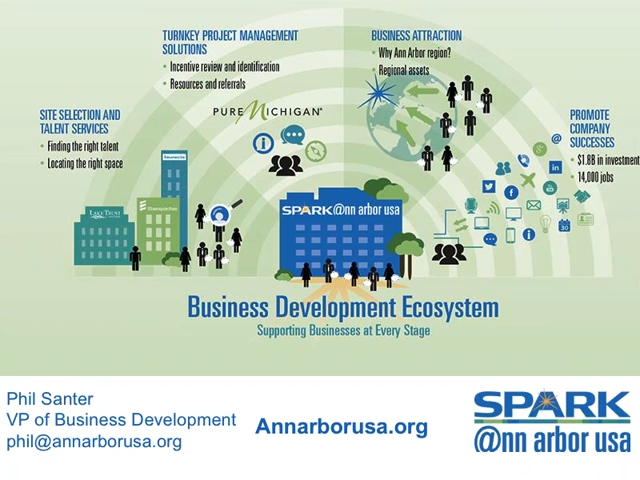 TURNKEY PROJECT MANAGEMENT
SOLUTIONS
• Incentive review and identification
• Resources and referrals
BUSINESS ATTRACTION
• Why Ann Arbor region?
• Regional assets
SITE SELECTION AND
TALENT SERVICES
• Finding the right talent
• Locating the right space
PURE MICHIGAN®
PROMOTE
COMPANY
SUCCESSES
• $1.8B in investment
• 14,000 jobs
LAKE TRUST
SPARK@nn arbor usa
30
Business Development Ecosystem
Supporting Businesses at Every Stage
Phil Santer
VP of Business Development
phil@annarborusa.org
Annarborusa.org
SPARK
@nn arbor usa